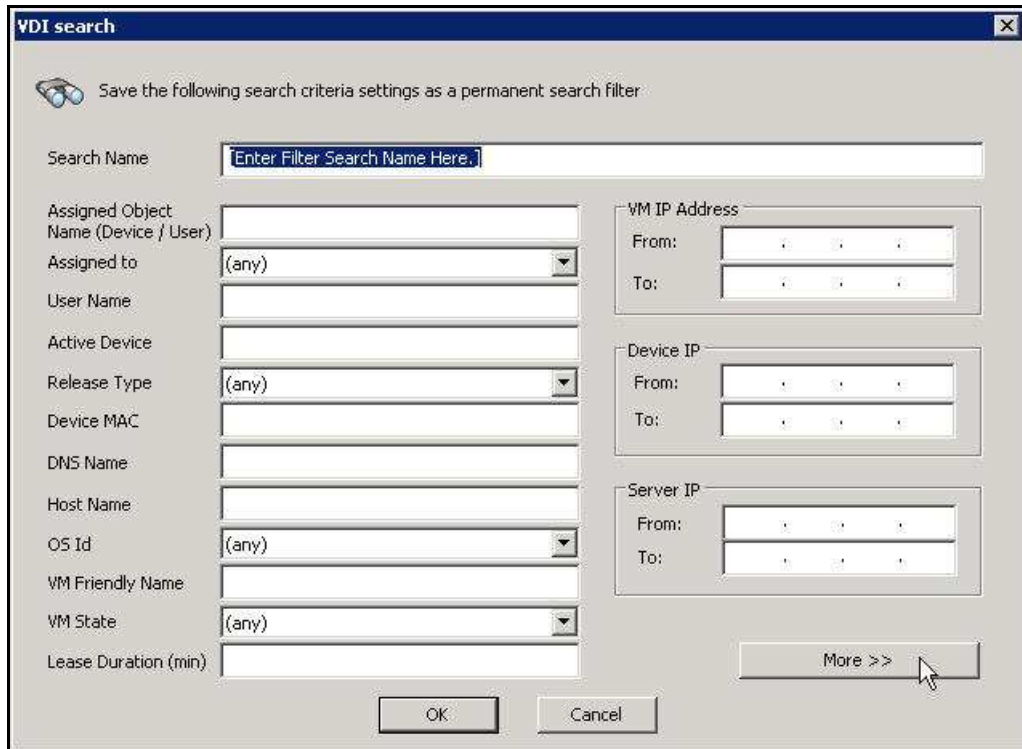 VDI search
Save the following search criteria settings as a permanent search filter
Search Name
[Enter Filter Search Name Here.]
Assigned Object
Name (Device / User)
Assigned to
(any)
User Name
Active Device
Release Type
(any)
Device MAC
DNS Name
Host Name
OS Id
(any)
VM Friendly Name
VM State
(any)
Lease Duration (min)
VM IP Address
From:
To:
Device IP
From:
To:
Server IP
From:
To:
More >>
OK
Cancel